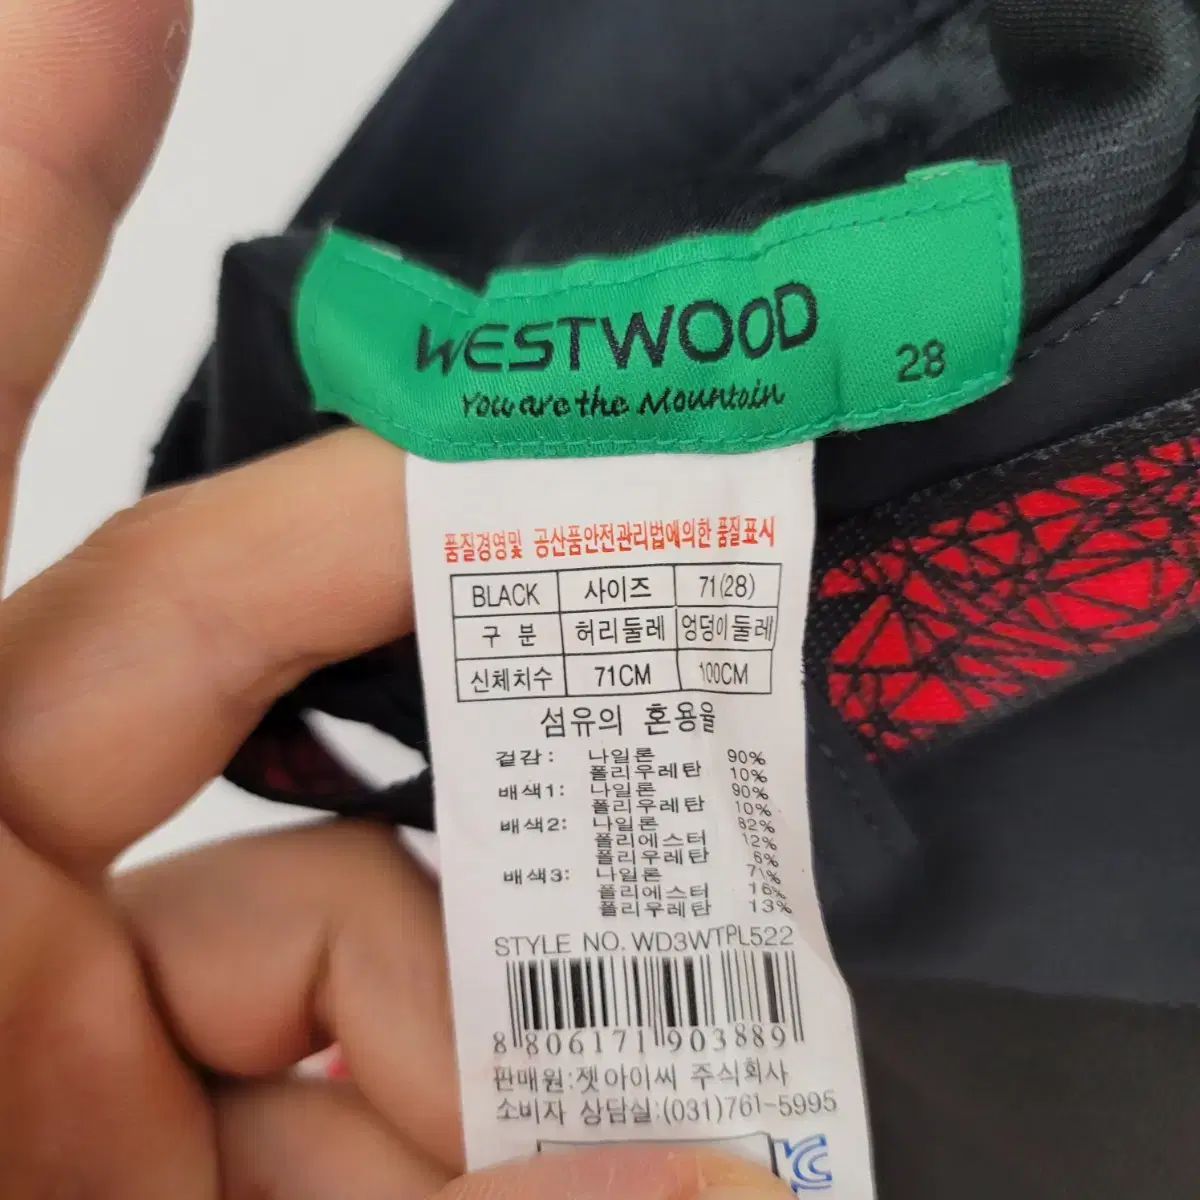 WESTWOOD
You are the Mountain
28
품질경영및 공산품안전관리법에의한 품질표시
BLACK 사이즈 71(28)
구 분 허리둘레 엉덩이둘레
신체치수 71CM 100CM
섬유의 혼용율
겉감: 나일론 90%
폴리우레탄 10%
배색1: 나일론 90%
폴리우레탄 10%
배색2: 나일론 82%
폴리에스터 12%
폴리우레탄 6%
배색3: 나일론 71%
폴리에스터 16%
폴리우레탄 13%
STYLE NO. WD3WTPL522
8 806171 903889
판매원:젯아이씨 주식회사
소비자 상담실:(031)761-5995